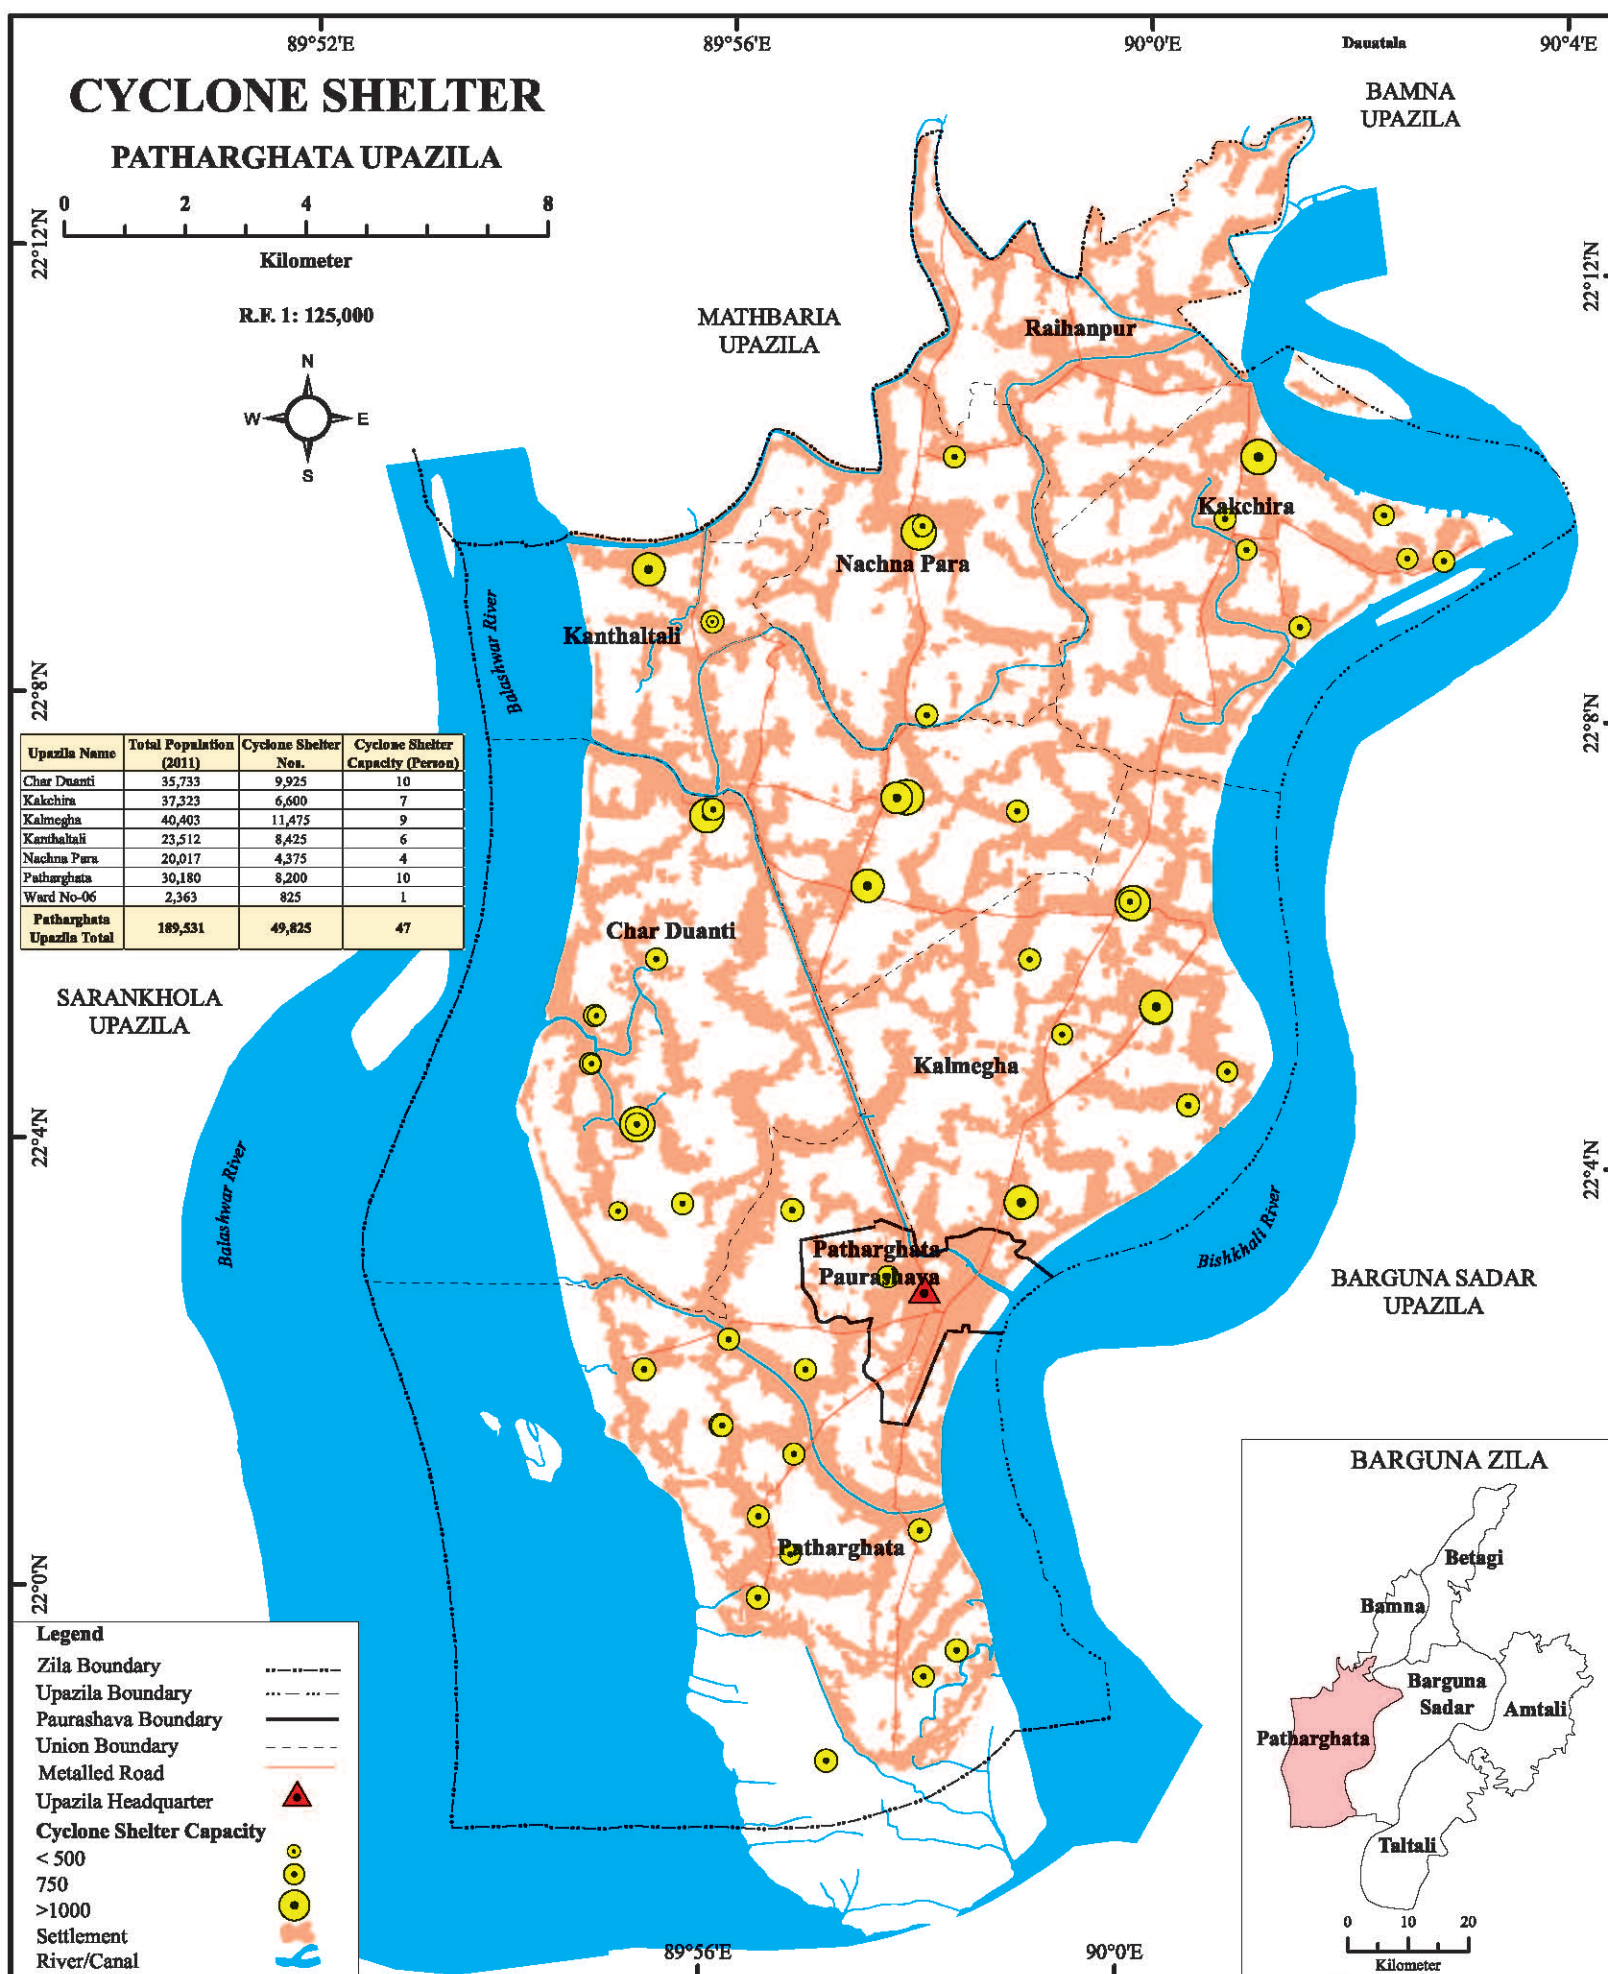 89°52'E
89°56'E
90°0'E
Dauatala
90°4'E
CYCLONE SHELTER
PATHARGHATA UPAZILA
0 2 4 8
Kilometer
R.F. 1: 125,000
N
W E
S
22°12'N
22°12'N
BAMNA
UPAZILA
MATHBARIA
UPAZILA
Raihanpur
Kakchira
Nachna Para
Kanthaltali
Balashwar River
22°8'N
22°8'N
Upazila Name Total Population (2011) Cyclone Shelter Nos. Cyclone Shelter Capacity (Person)
Char Duanti 35,733 9,925 10
Kakchira 37,323 6,600 7
Kalmegha 40,403 11,475 9
Kanthaltali 23,512 8,425 6
Nachna Para 20,017 4,375 4
Patharghata 30,180 8,200 10
Ward No-06 2,363 825 1
Patharghata Upazila Total 189,531 49,825 47
Char Duanti
SARANKHOLA
UPAZILA
Kalmegha
22°4'N
22°4'N
Balashwar River
Bishkhali River
Patharghata
Paurashava
BARGUNA SADAR
UPAZILA
Patharghata
22°0'N
Legend
Zila Boundary
Upazila Boundary
Paurashava Boundary
Union Boundary
Metalled Road
Upazila Headquarter
Cyclone Shelter Capacity
< 500
750
>1000
Settlement
River/Canal
89°56'E
90°0'E
BARGUNA ZILA
Betagi
Bamna
Barguna
Sadar
Amtali
Patharghata
Taltali
0 10 20
Kilometer